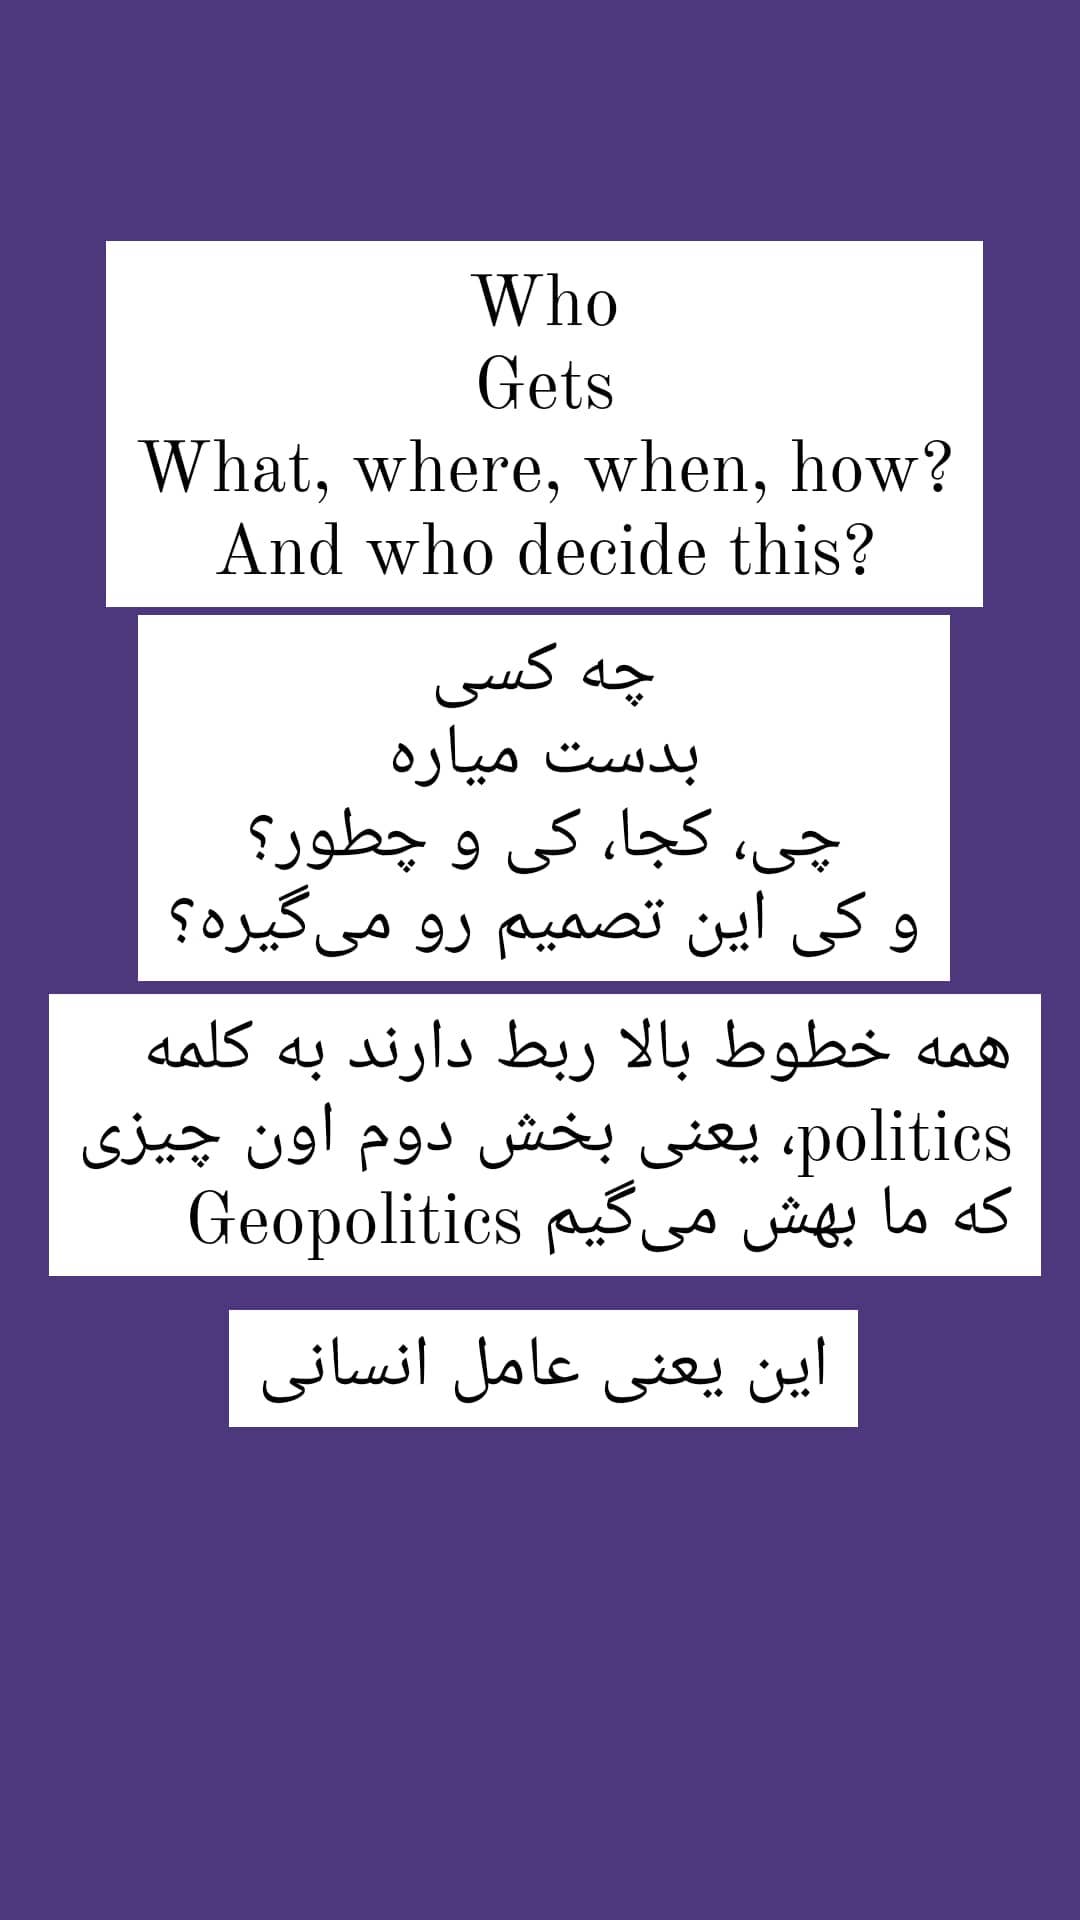 Who
Gets
What, where, when, how?
And who decide this?
چه کسی
بدست میاره
چی، کجا، کی و چطور؟
و کی این تصمیم رو می‌گیره؟
همه خطوط بالا ربط دارند به کلمه
politics، یعنی بخش دوم اون چیزی
که ما بهش می‌گیم Geopolitics
این یعنی عامل انسانی